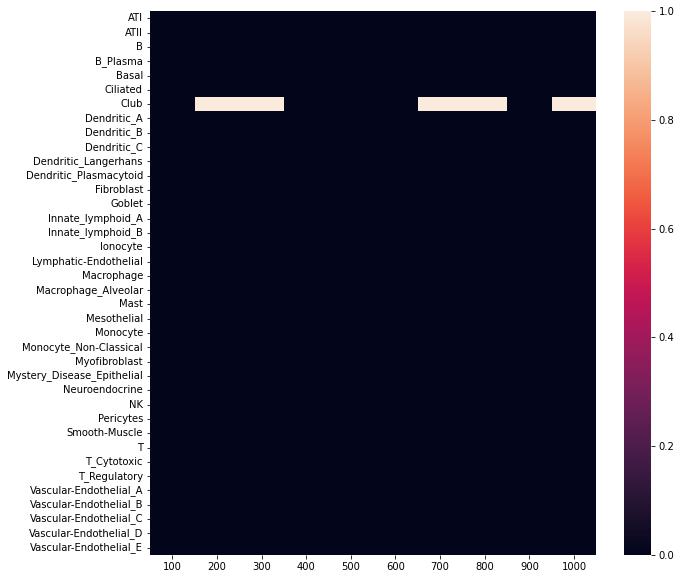 ATI
ATII
B
B_Plasma
Basal
Ciliated
Club
Dendritic_A
Dendritic_B
Dendritic_C
Dendritic_Langerhans
Dendritic_Plasmacytoid
Fibroblast
Goblet
Innate_lymphoid_A
Innate_lymphoid_B
Ionocyte
Lymphatic-Endothelial
Macrophage
Macrophage_Alveolar
Mast
Mesothelial
Monocyte
Monocyte_Non-Classical
Myofibroblast
Mystery_Disease_Epithelial
Neuroendocrine
NK
Pericytes
Smooth-Muscle
T
T_Cytotoxic
T_Regulatory
Vascular-Endothelial_A
Vascular-Endothelial_B
Vascular-Endothelial_C
Vascular-Endothelial_D
Vascular-Endothelial_E
100 200 300 400 500 600 700 800 900 1000
1.0
0.8
0.6
0.4
0.2
0.0